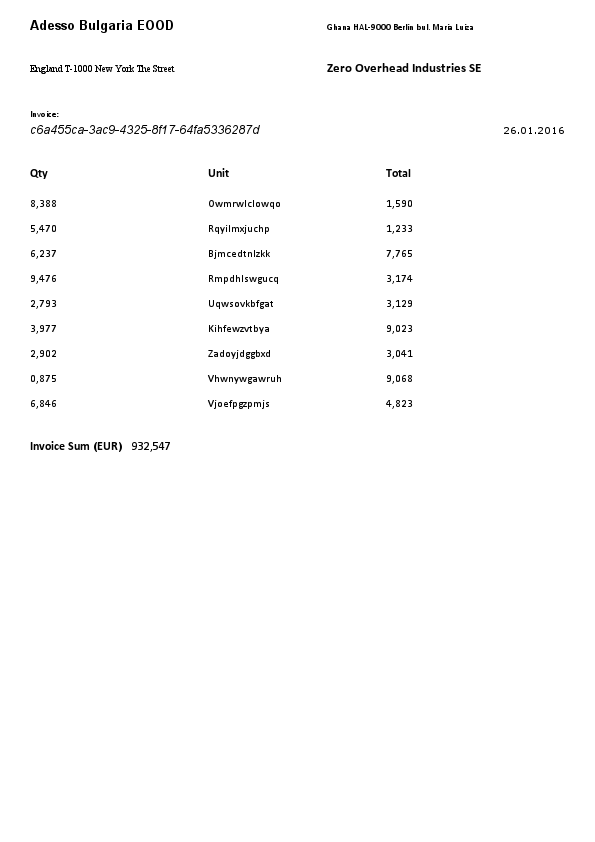 Adesso Bulgaria EOOD
Ghana HAL-9000 Berlin bul. Maria Luiza
England T-1000 New York The Street
Zero Overhead Industries SE
Invoice:
c6a455ca-3ac9-4325-8f17-64fa5336287d
26.01.2016
Qty Unit Total
8,388 Owmrwlclowqo 1,590
5,470 Rqyilmxjuchp 1,233
6,237 Bjmcedtnlzkk 7,765
9,476 Rmpdhlswgucq 3,174
2,793 Uqwsovkbfgat 3,129
3,977 Kihfewzvtbya 9,023
2,902 Zadoyjdggbxd 3,041
0,875 Vhwnywgawruh 9,068
6,846 Vjoefpgzpmjs 4,823
Invoice Sum (EUR) 932,547